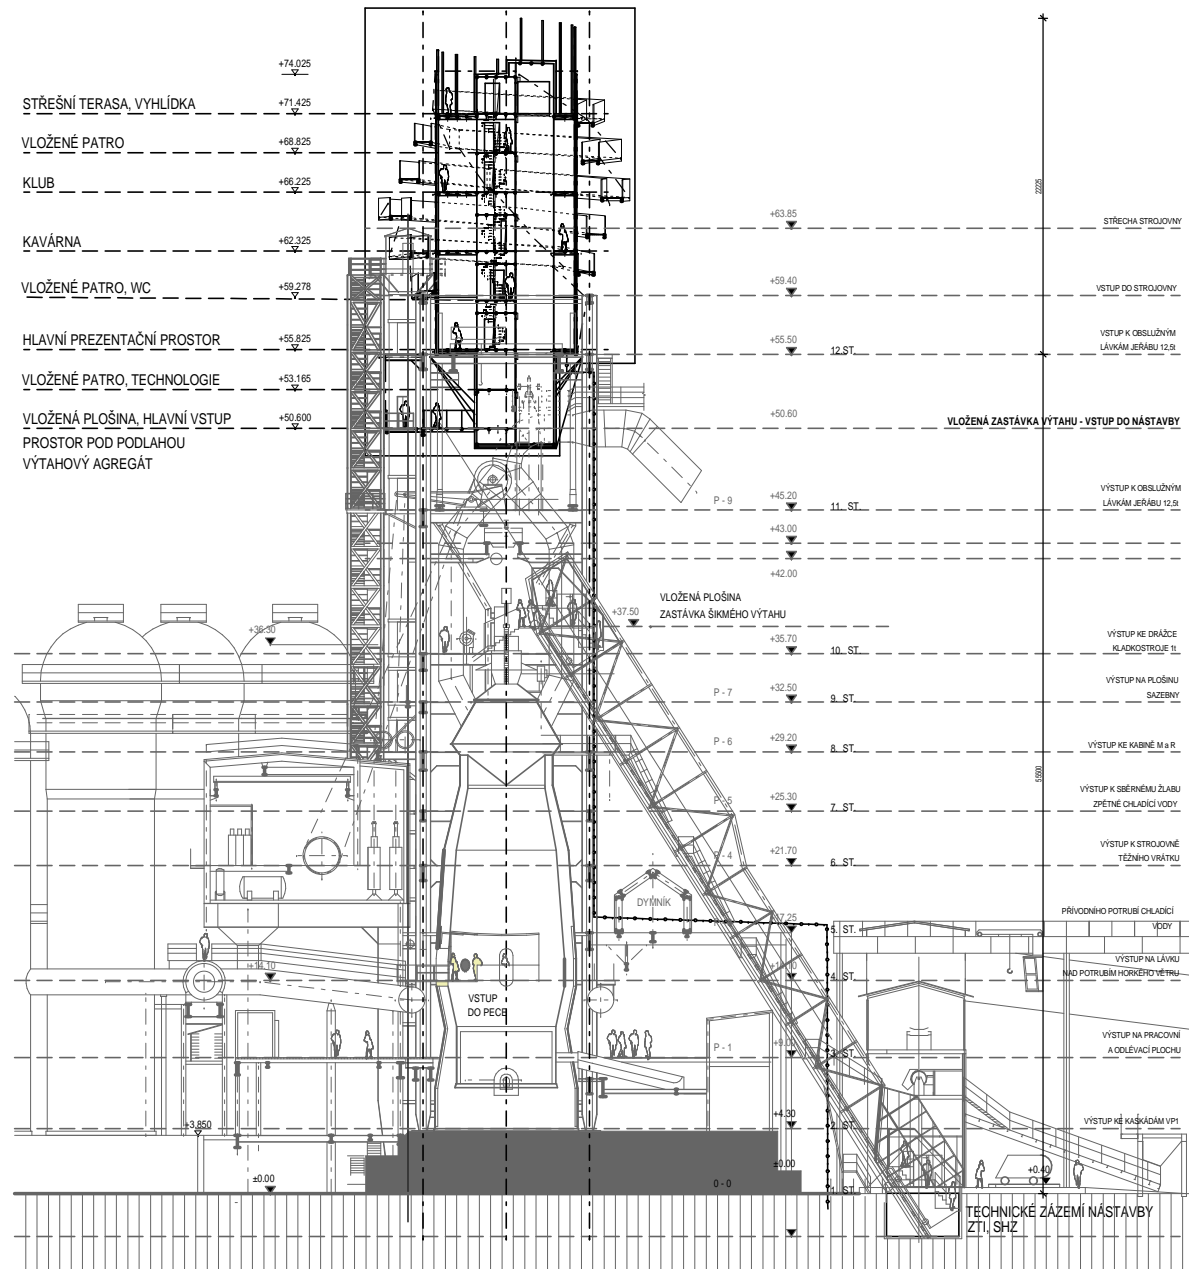 +74.025
STŘEŠNÍ TERASA, VYHLÍDKA +71.425
VLOŽENÉ PATRO +68.825
KLUB +66.225
22225
+63.85 STŘECHA STROJOVNY
KAVÁRNA +62.325
VLOŽENÉ PATRO, WC +59.278
+59.40 VSTUP DO STROJOVNY
HLAVNÍ PREZENTAČNÍ PROSTOR +55.825
+55.50 12.ST. VSTUP K OBSLUŽNÝM
LÁVKÁM JEŘÁBU 12,5t
VLOŽENÉ PATRO, TECHNOLOGIE +53.165
VLOŽENÁ PLOŠINA, HLAVNÍ VSTUP +50.600
+50.60 VLOŽENÁ ZASTÁVKA VÝTAHU - VSTUP DO NÁSTAVBY
PROSTOR POD PODLAHOU
VÝTAHOVÝ AGREGÁT
P - 9 +45.20 11. ST. VÝSTUP K OBSLUŽNÝM
LÁVKÁM JEŘÁBU 12,5t
+43.00
+42.00
VLOŽENÁ PLOŠINA
+37.50 ZASTÁVKA ŠIKMÉHO VÝTAHU
+36.30
+35.70 10. ST. VÝSTUP KE DRÁŽCE
KLADKOSTROJE 1t
P - 7 +32.50 9. ST. VÝSTUP NA PLOŠINU
SAZEBNY
P - 6 +29.20 8. ST. VÝSTUP KE KABINĚ M a R
55500
P - 5 +25.30 7. ST. VÝSTUP K SBĚRNÉMU ŽLABU
ZPĚTNÉ CHLADÍCÍ VODY
P - 4 +21.70 6. ST. VÝSTUP K STROJOVNĚ
TĚŽNÍHO VRÁTKU
DYMNÍK
17.25 5. ST. PŘÍVODNÍHO POTRUBÍ CHLADÍCÍ
VODY
+14.10 4. ST. VÝSTUP NA LÁVKU
NAD POTRUBÍM HORKÉHO VĚTRU
VSTUP
DO PECE
P - 1 +9.00 3. ST. VÝSTUP NA PRACOVNÍ
A ODLÉVACÍ PLOCHU
+3.850
+4.30 2. ST. VÝSTUP KE KASKÁDÁM VP1
±0.00
±0.00
+0.40
0 - 0 1. ST.
TECHNICKÉ ZÁZEMÍ NÁSTAVBY
ZTI, SHZ